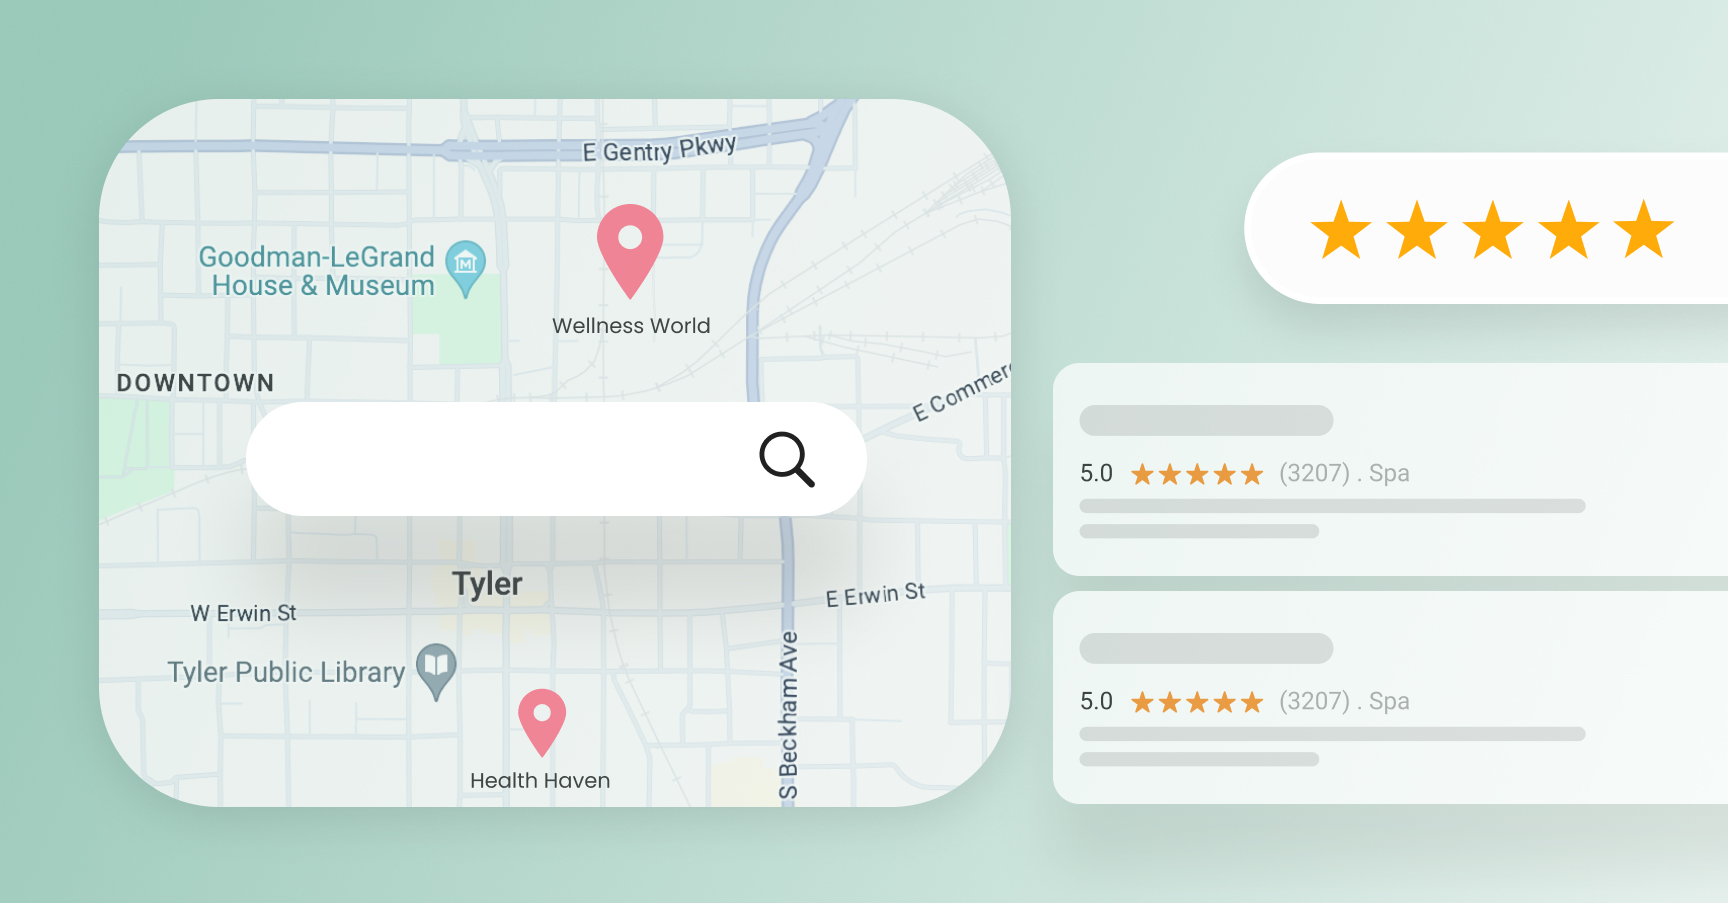 E Gentry Pkwy
Goodman-LeGrand
House & Museum
Wellness World
DOWNTOWN
E Commerc
Tyler
W Erwin St
E Erwin St
Tyler Public Library
S Beckham Ave
Health Haven
5.0 (3207) . Spa
5.0 (3207) . Spa